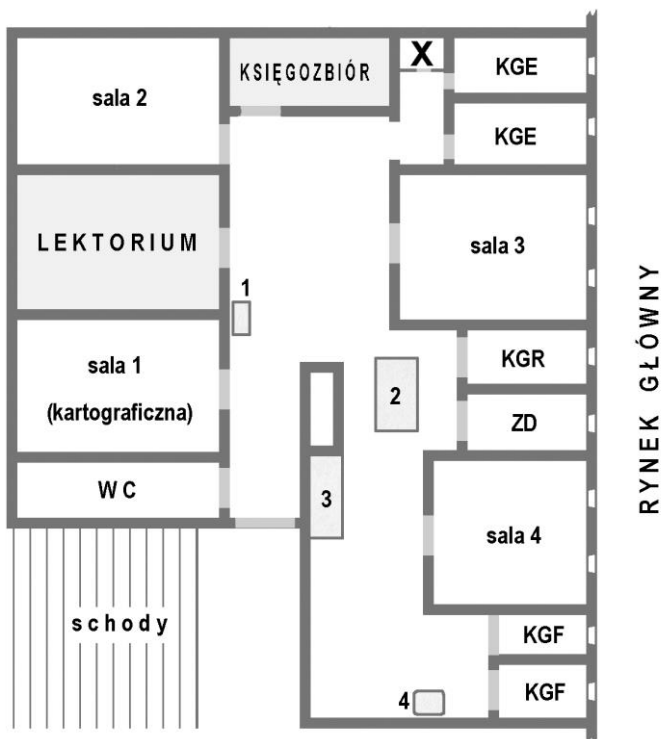 X
KSIĘGOZBIÓR
KGE
sala 2
KGE
LEKTORIUM
sala 3
1
sala 1
(kartograficzna)
KGR
2
ZD
WC
3
sala 4
schody
KGF
4
KGF
RYNEK GŁÓWNY